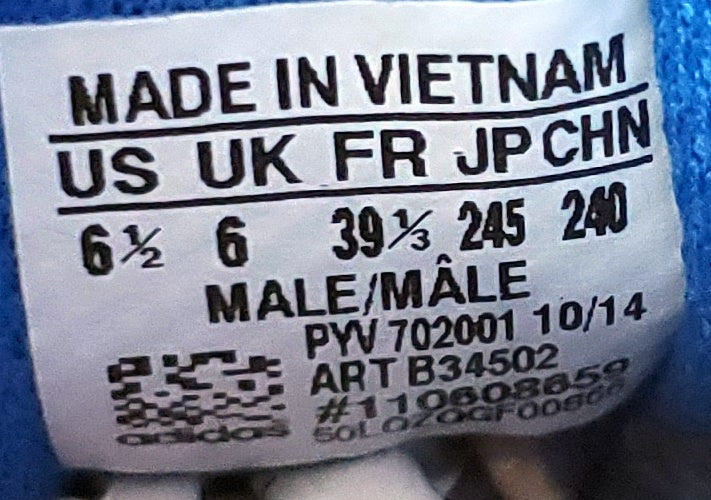 MADE IN VIETNAM
US UK FR JP CHN
6½ 6 39⅓ 245 240
MALE/MÂLE
PYV 702001 10/14
ART B34502
#110608659
adidas